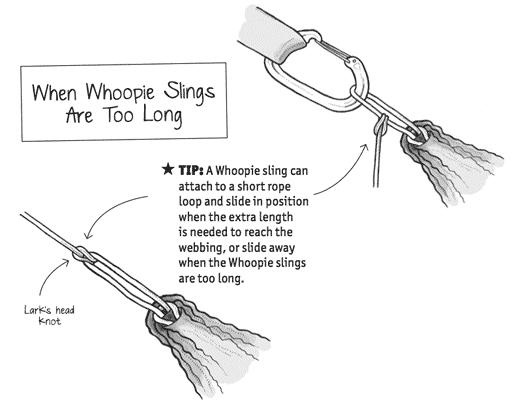 When Whoopie Slings
Are Too Long
★ TIP: A Whoopie sling can
attach to a short rope
loop and slide in position
when the extra length
is needed to reach the
webbing, or slide away
when the Whoopie slings
are too long.
Lark's head
knot